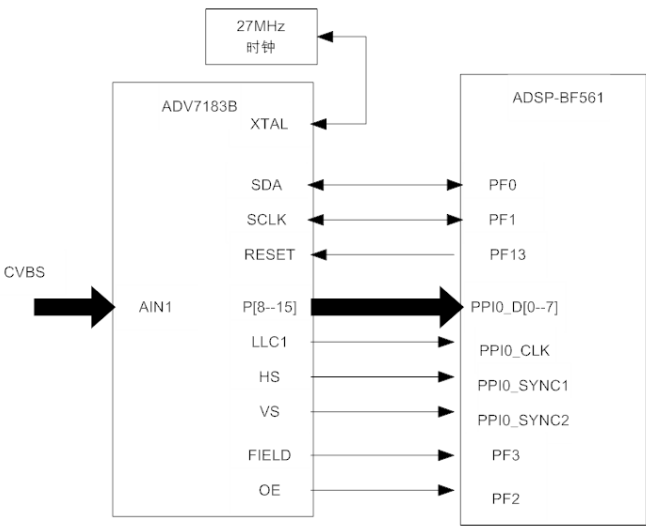 27MHz
时钟
ADV7183B
ADSP-BF561
XTAL
SDA
PF0
SCLK
PF1
RESET
PF13
CVBS
AIN1
P[8--15]
PPI0_D[0--7]
LLC1
PPI0_CLK
HS
PPI0_SYNC1
VS
PPI0_SYNC2
FIELD
PF3
OE
PF2